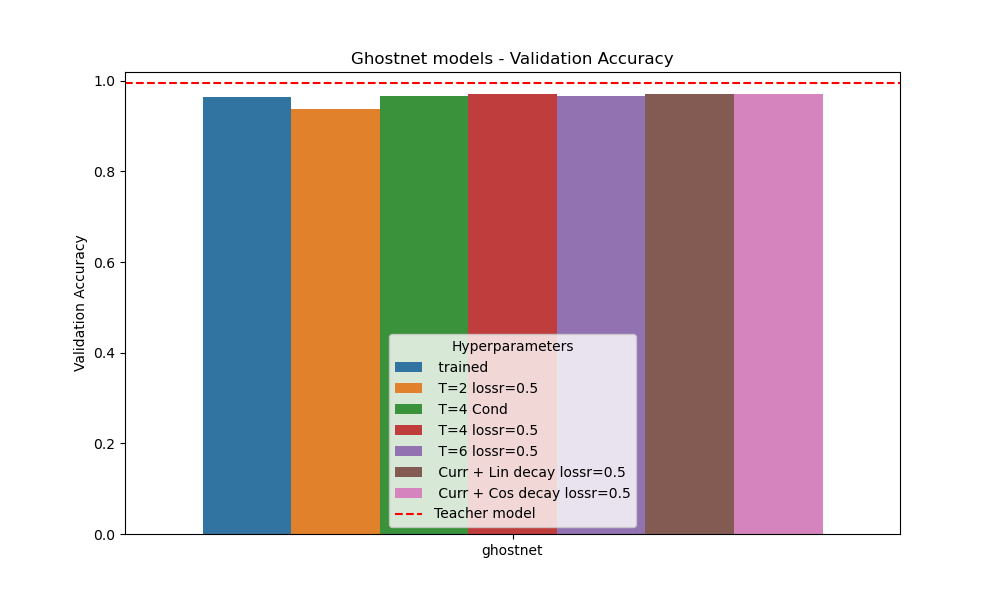 Ghostnet models - Validation Accuracy
Validation Accuracy
1.0
0.8
0.6
0.4
0.2
0.0
Hyperparameters
trained
T=2 lossr=0.5
T=4 Cond
T=4 lossr=0.5
T=6 lossr=0.5
Curr + Lin decay lossr=0.5
Curr + Cos decay lossr=0.5
Teacher model
ghostnet